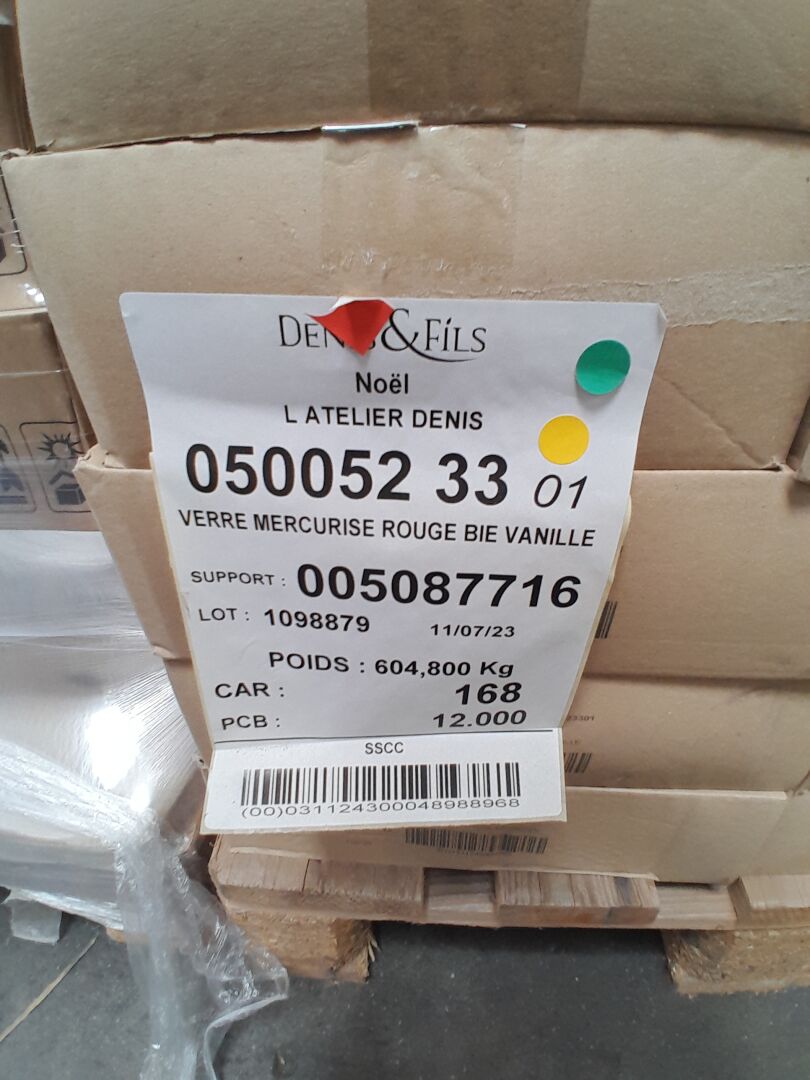 & Fils
Noël
L ATELIER DENIS
050052 33 01
VERRE MERCURISE ROUGE BIE VANILLE
SUPPORT : 005087716
LOT : 1098879 11/07/23
POIDS : 604,800 Kg
CAR : 168
PCB : 12.000
SSCC
(00)031124300048988968